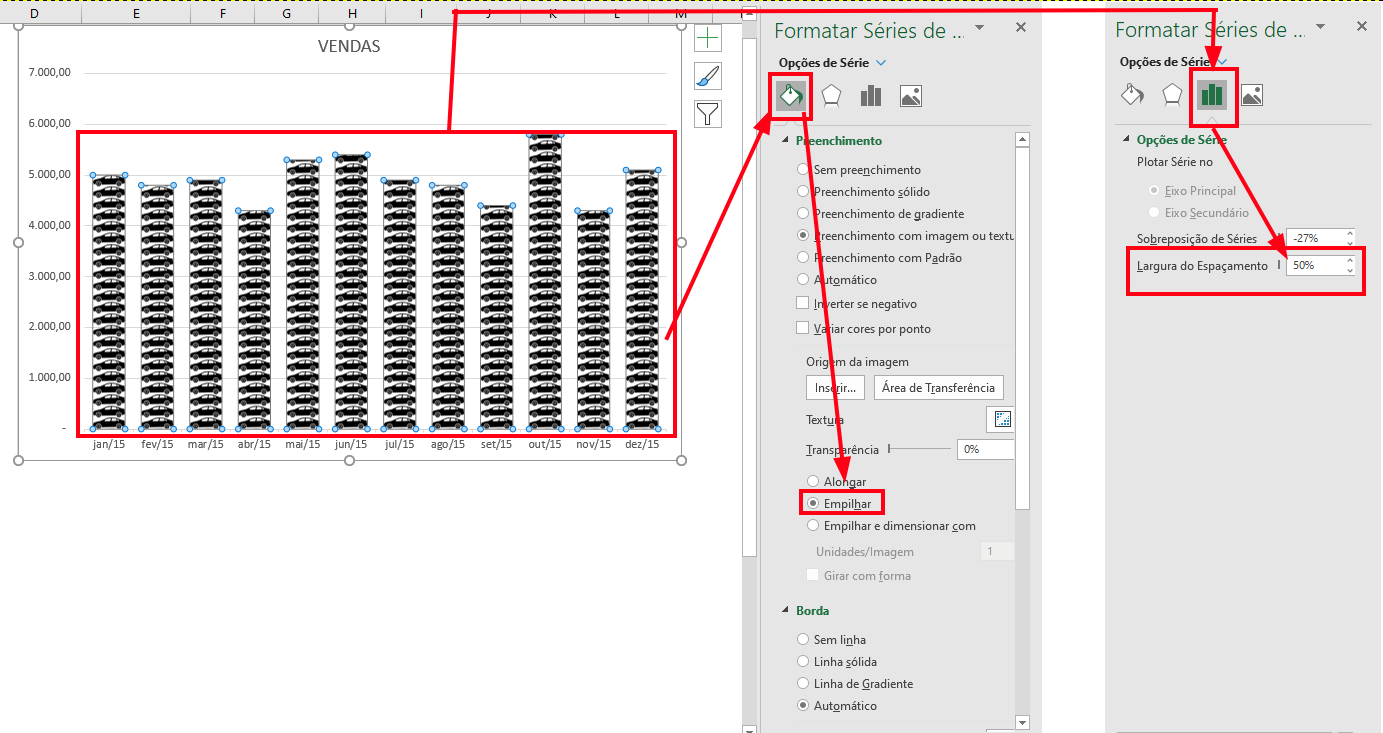 D E F G H I J K L M
VENDAS
7.000,00
6.000,00
5.000,00
4.000,00
3.000,00
2.000,00
1.000,00
-
jan/15 fev/15 mar/15 abr/15 mai/15 jun/15 jul/15 ago/15 set/15 out/15 nov/15 dez/15
Formatar Séries de ...
Opções de Série
Preenchimento
Sem preenchimento
Preenchimento sólido
Preenchimento de gradiente
Preenchimento com imagem ou textu
Preenchimento com Padrão
Automático
Inverter se negativo
Variar cores por ponto
Origem da imagem
Inserir... Área de Transferência
Textura
Transparência 0%
Alongar
Empilhar
Empilhar e dimensionar com
Unidades/Imagem 1
Girar com forma
Borda
Sem linha
Linha sólida
Linha de Gradiente
Automático
Formatar Séries de ...
Opções de Série
Opções de Série
Plotar Série no
Eixo Principal
Eixo Secundário
Sobreposição de Séries -27%
Largura do Espaçamento 50%